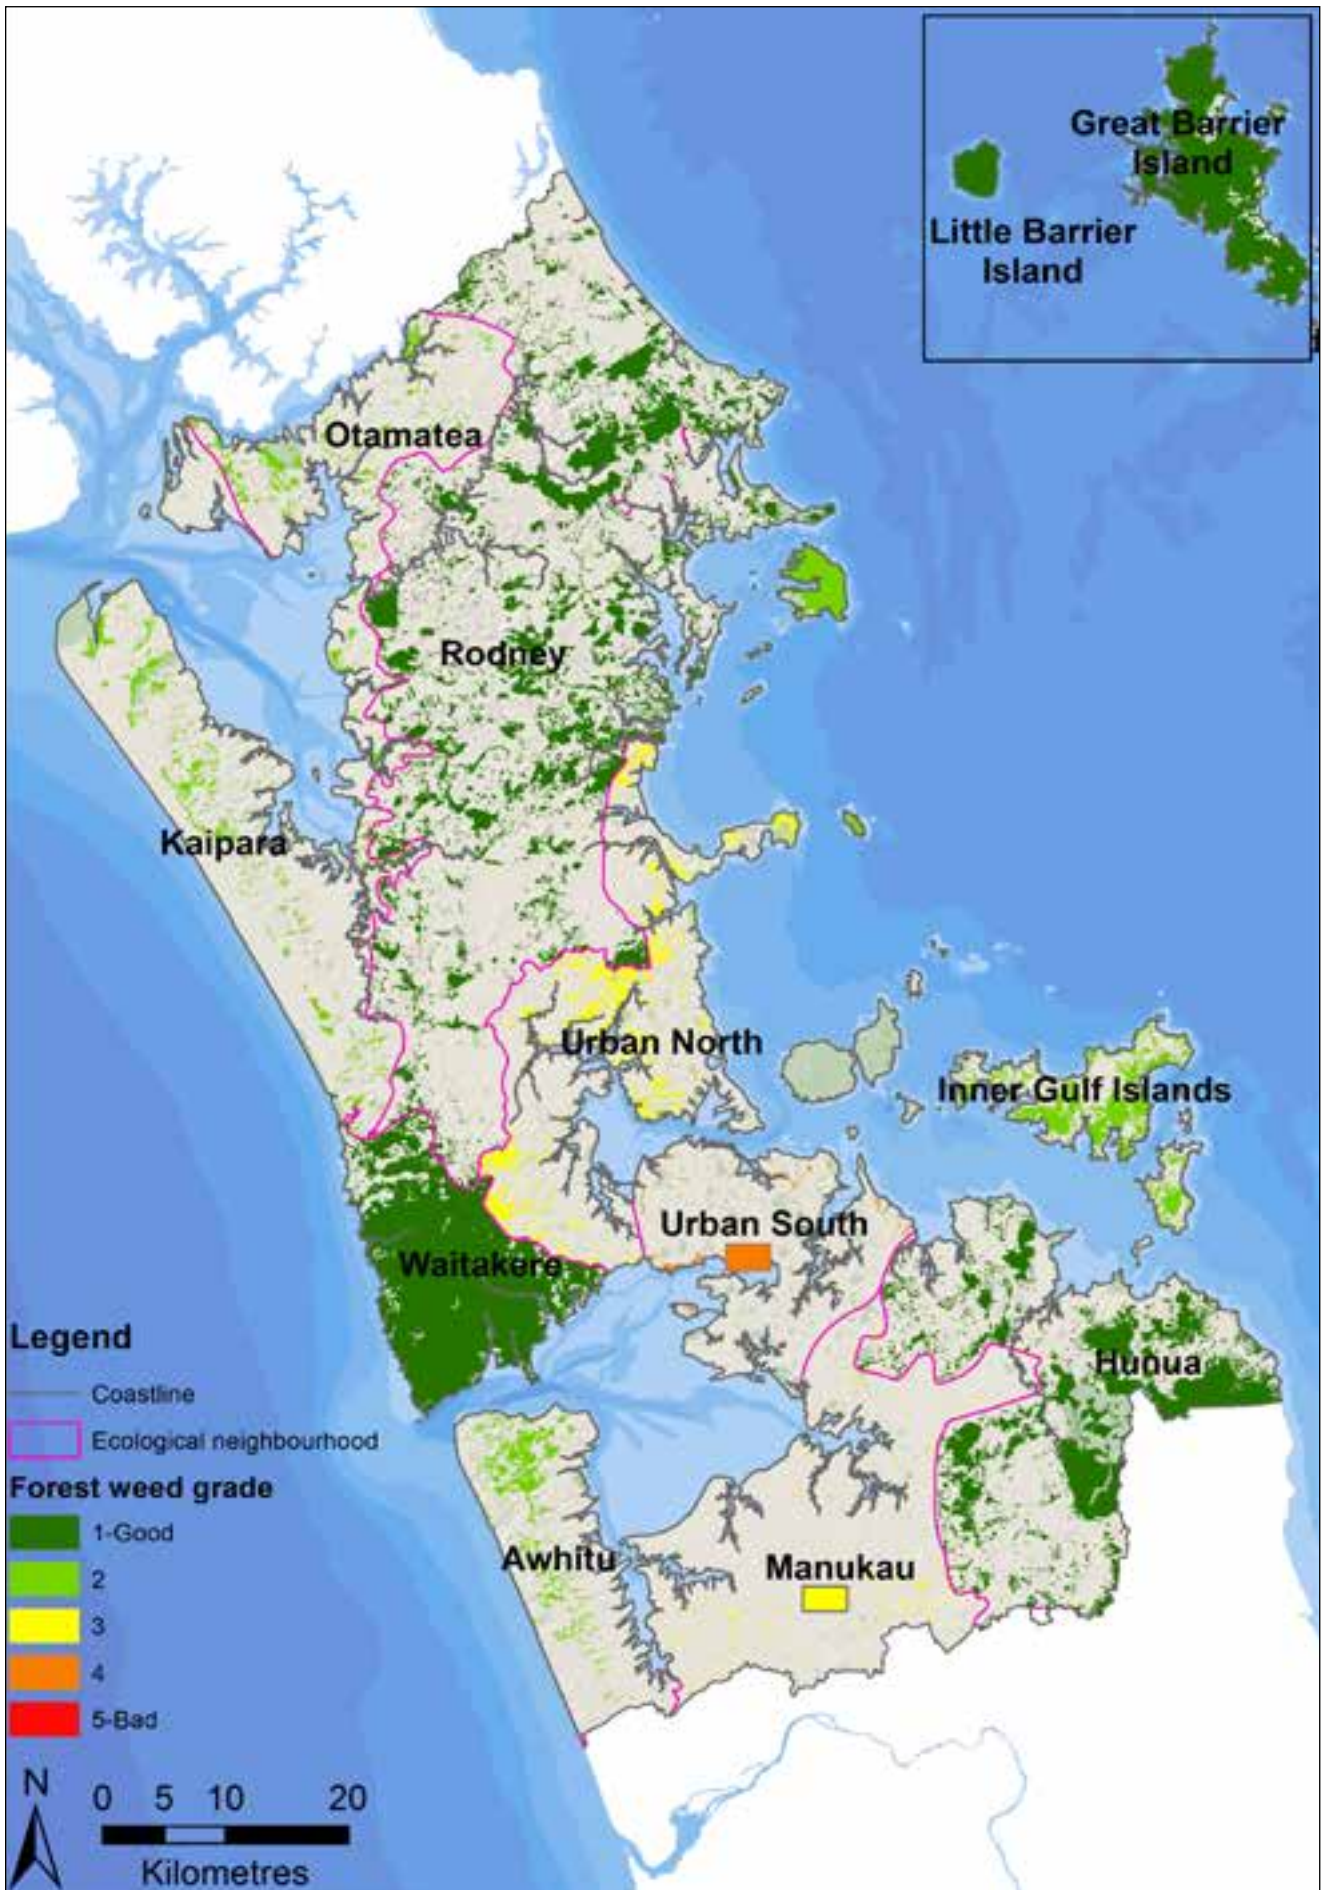 Great Barrier
Island
Little Barrier
Island
Otamatea
Rodney
Kaipara
Urban North
Inner Gulf Islands
Urban South
Waitakere
Hunua
Awhitu
Manukau
Legend
Coastline
Ecological neighbourhood
Forest weed grade
1-Good
2
3
4
5-Bad
N
0 5 10 20
Kilometres